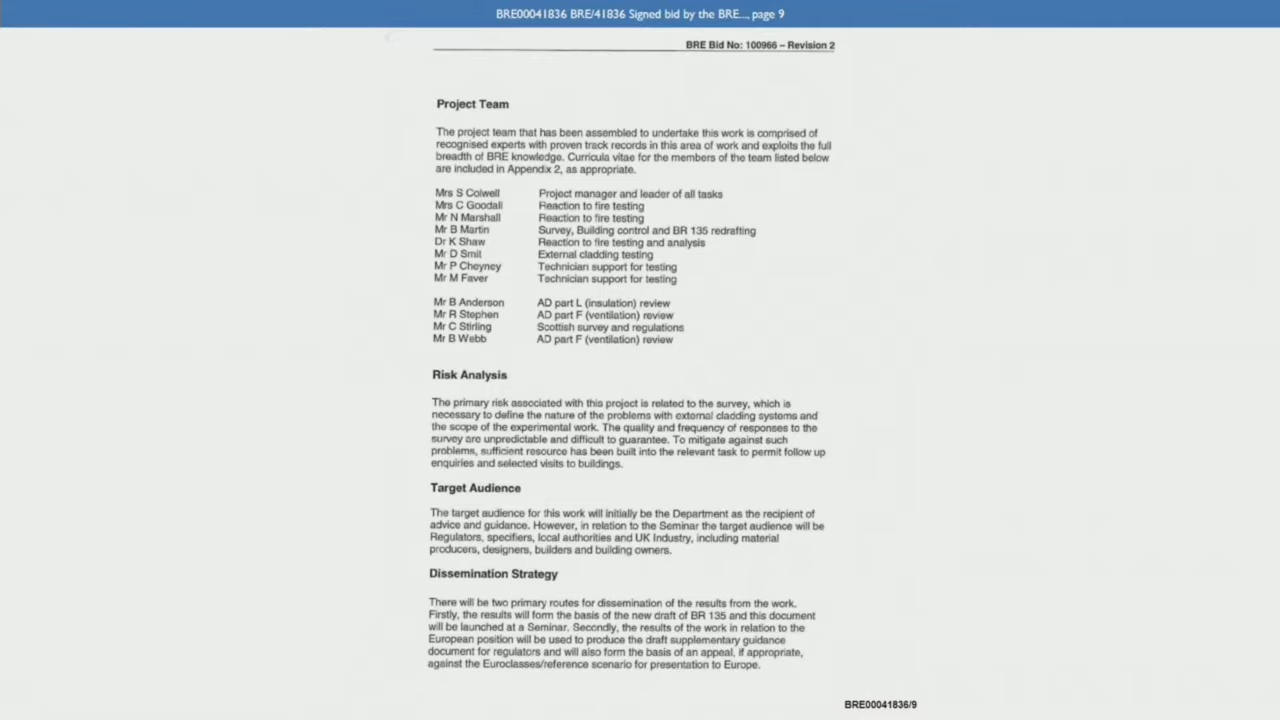 BRE00041836 BRE/41836 Signed bid by the BRE..., page 9
BRE Bid No: 100966 – Revision 2
Project Team
The project team that has been assembled to undertake this work is comprised of
recognised experts with proven track records in this area of work and exploits the full
breadth of BRE knowledge. Curricula vitae for the members of the team listed below
are included in Appendix 2, as appropriate.
Mrs S Colwell Project manager and leader of all tasks
Mrs C Goodall Reaction to fire testing
Mr N Marshall Reaction to fire testing
Mr B Martin Survey, Building control and BR 135 redrafting
Dr K Shaw Reaction to fire testing and analysis
Mr D Smit External cladding testing
Mr P Cheyney Technician support for testing
Mr M Faver Technician support for testing
Mr B Anderson AD part L (insulation) review
Mr R Stephen AD part F (ventilation) review
Mr C Stirling Scottish survey and regulations
Mr B Webb AD part F (ventilation) review
Risk Analysis
The primary risk associated with this project is related to the survey, which is
necessary to define the nature of the problems with external cladding systems and
the scope of the experimental work. The quality and frequency of responses to the
survey are unpredictable and difficult to guarantee. To mitigate against such
problems, sufficient resource has been built into the relevant task to permit follow up
enquiries and selected visits to buildings.
Target Audience
The target audience for this work will initially be the Department as the recipient of
advice and guidance. However, in relation to the Seminar the target audience will be
Regulators, specifiers, local authorities and UK Industry, including material
producers, designers, builders and building owners.
Dissemination Strategy
There will be two primary routes for dissemination of the results from the work.
Firstly, the results will form the basis of the new draft of BR 135 and this document
will be launched at a Seminar. Secondly, the results of the work in relation to the
European position will be used to produce the draft supplementary guidance
document for regulators and will also form the basis of an appeal, if appropriate,
against the Euroclasses/reference scenario for presentation to Europe.
BRE00041836/9